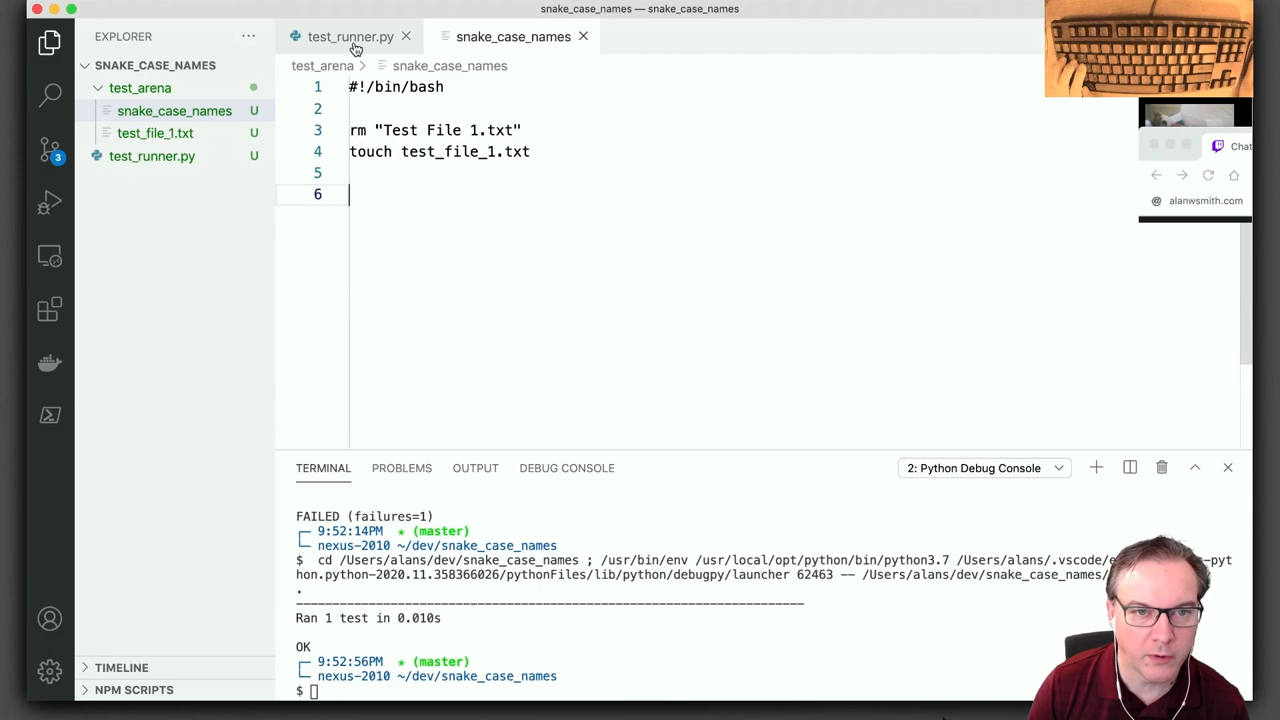 snake_case_names — snake_case_names
EXPLORER
SNAKE_CASE_NAMES
test_arena
snake_case_names U
test_file_1.txt U
test_runner.py U
3
TIMELINE
NPM SCRIPTS
test_runner.py
snake_case_names
test_arena > snake_case_names
1 #!/bin/bash
2
3 rm "Test File 1.txt"
4 touch test_file_1.txt
5
6
Chat
@ alanwsmith.com
TERMINAL PROBLEMS OUTPUT DEBUG CONSOLE
2: Python Debug Console
FAILED (failures=1)
9:52:14PM ★ (master)
nexus-2010 ~/dev/snake_case_names
$ cd /Users/alans/dev/snake_case_names ; /usr/bin/env /usr/local/opt/python/bin/python3.7 /Users/alans/.vscode/e -pyt
hon.python-2020.11.358366026/pythonFiles/lib/python/debugpy/launcher 62463 -- /Users/alans/dev/snake_case_names/
.
----------------------------------------------------------------------
Ran 1 test in 0.010s
OK
9:52:56PM ★ (master)
nexus-2010 ~/dev/snake_case_names
$